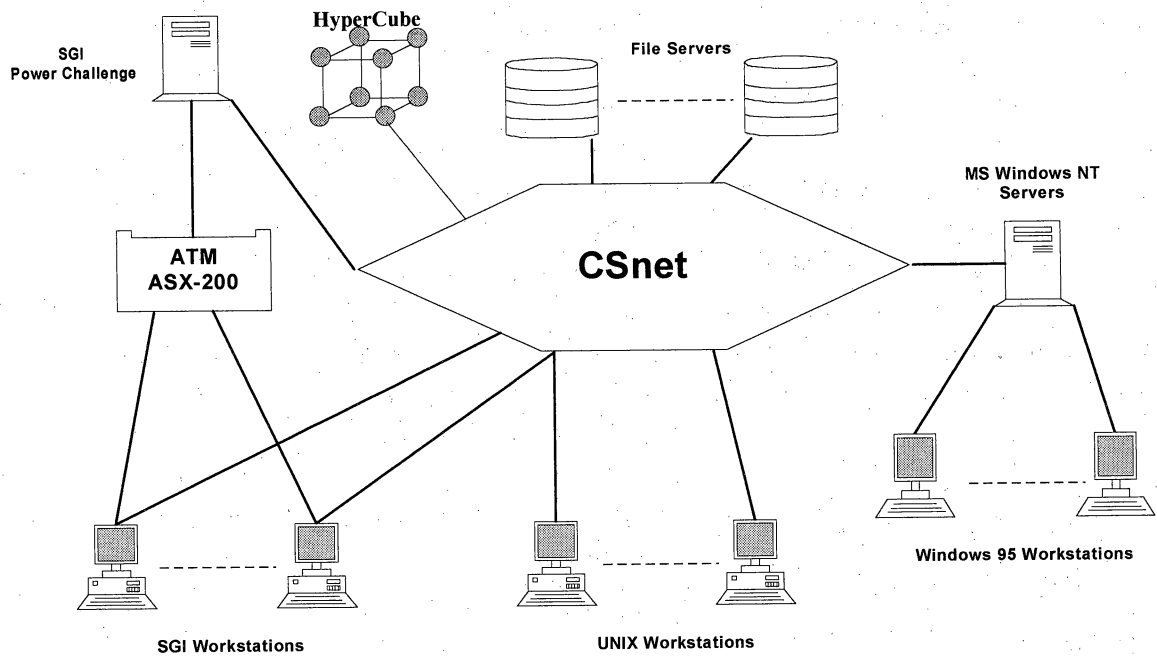 HyperCube
SGI
Power Challenge
File Servers
MS Windows NT
Servers
ATM
ASX-200
CSnet
Windows 95 Workstations
SGI Workstations
UNIX Workstations